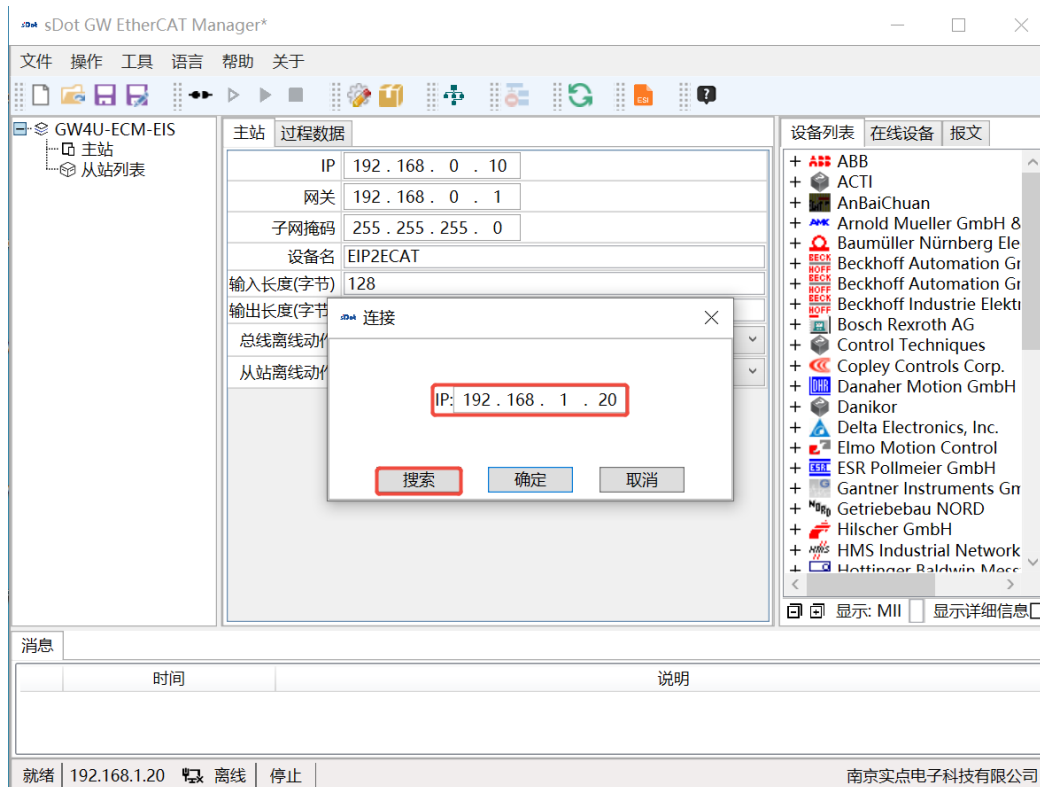 sDot GW EtherCAT Manager*
文件 操作 工具 语言 帮助 关于
GW4U-ECM-EIS
主站
从站列表
主站 过程数据
IP 192 . 168 . 0 . 10
网关 192 . 168 . 0 . 1
子网掩码 255 . 255 . 255 . 0
设备名 EIP2ECAT
输入长度(字节) 128
输出长度(字节
总线离线动作
从站离线动作
连接
IP: 192 . 168 . 1 . 20
搜索 确定 取消
设备列表 在线设备 报文
+ ABB
+ ACTI
+ AnBaiChuan
+ Arnold Mueller GmbH &
+ Baumüller Nürnberg Ele
+ Beckhoff Automation Gr
+ Beckhoff Automation Gr
+ Beckhoff Industrie Elektr
+ Bosch Rexroth AG
+ Control Techniques
+ Copley Controls Corp.
+ Danaher Motion GmbH
+ Danikor
+ Delta Electronics, Inc.
+ Elmo Motion Control
+ ESR Pollmeier GmbH
+ Gantner Instruments Gm
+ Getriebebau NORD
+ Hilscher GmbH
+ HMS Industrial Network
+ Hottinger Baldwin Mess
显示: MII 显示详细信息
消息
时间 说明
就绪 192.168.1.20 离线 停止 南京实点电子科技有限公司